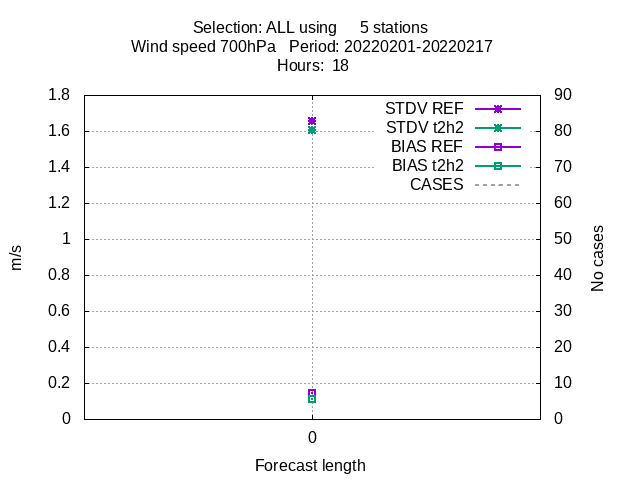 Selection: ALL using 5 stations
Wind speed 700hPa Period: 20220201-20220217
Hours: 18
1.8
1.6
1.4
1.2
1
0.8
0.6
0.4
0.2
0
90
80
70
60
50
40
30
20
10
0
STDV REF
STDV t2h2
BIAS REF
BIAS t2h2
CASES
m/s
No cases
0
Forecast length